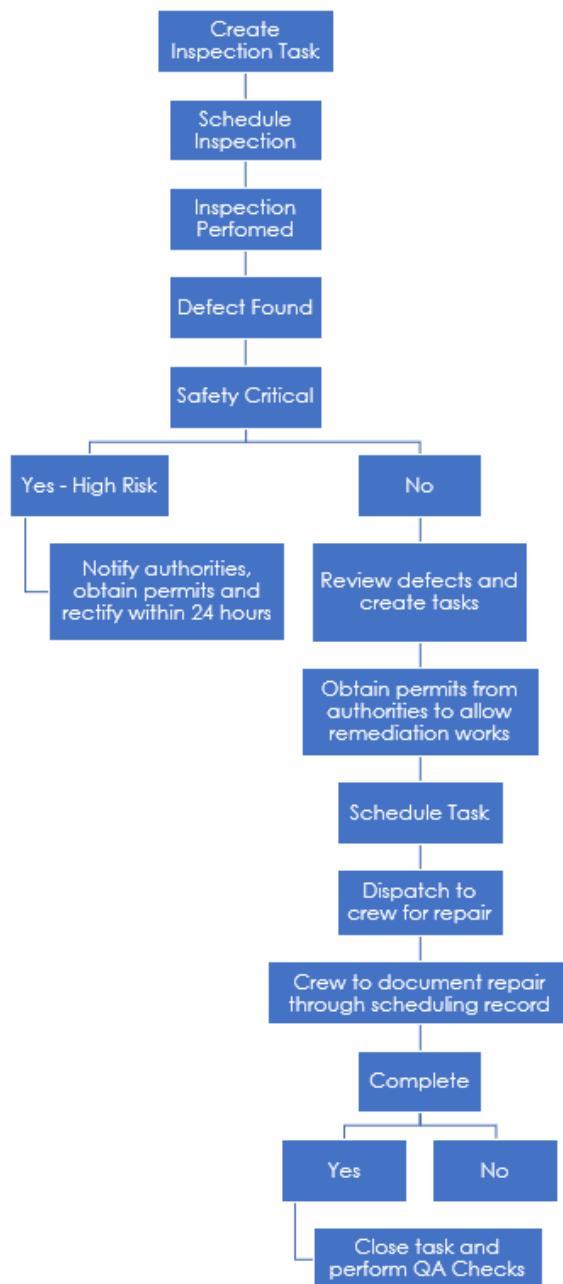 Create
Inspection Task
Schedule
Inspection
Inspection
Perfomed
Defect Found
Safety Critical
Yes - High Risk
No
Notify authorities,
obtain permits and
rectify within 24 hours
Review defects and
create tasks
Obtain permits from
authorities to allow
remediation works
Schedule Task
Dispatch to
crew for repair
Crew to document repair
through scheduling record
Complete
Yes
No
Close task and
perform QA Checks